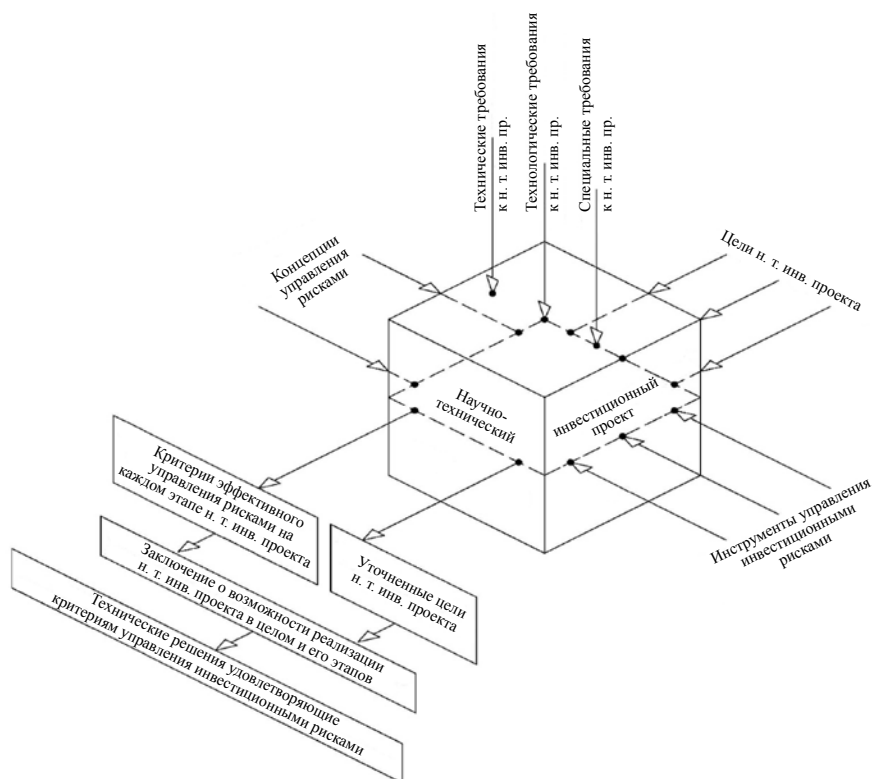 Технические требования
к н. т. инв. пр.
Технологические требования
к н. т. инв. пр.
Специальные требования
к н. т. инв. пр.
Концепции
управления
рисками
Цели н. т. инв. проекта
Научно-
технический
инвестиционный
проект
Критерии эффективного
управления рисками на
каждом этапе н. т. инв. проекта
Уточненные цели
н. т. инв. проекта
Инструменты управления
инвестиционными
рисками
Заключение о возможности реализации
н. т. инв. проекта в целом и его этапов
Технические решения удовлетворяющие
критериям управления инвестиционными рисками